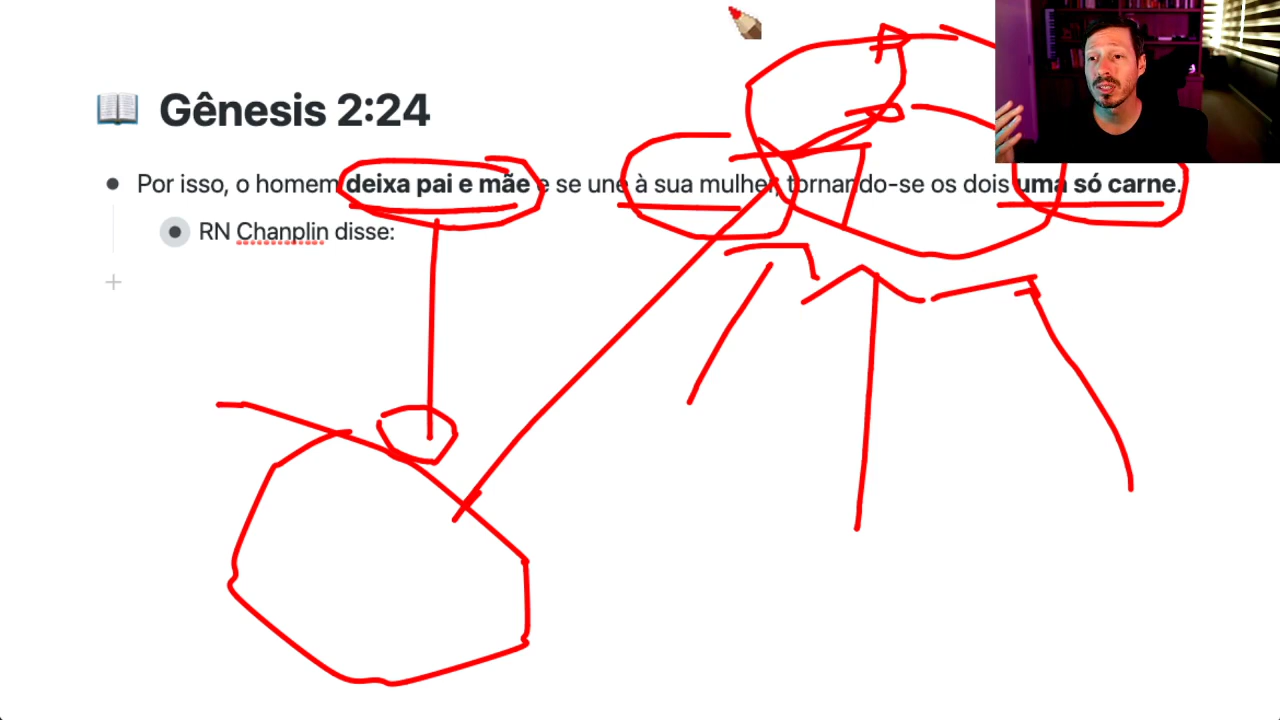 Gênesis 2:24
Por isso, o homem deixa pai e mãe e se une à sua mulher, tornando-se os dois uma só carne.
RN Chanplin disse: